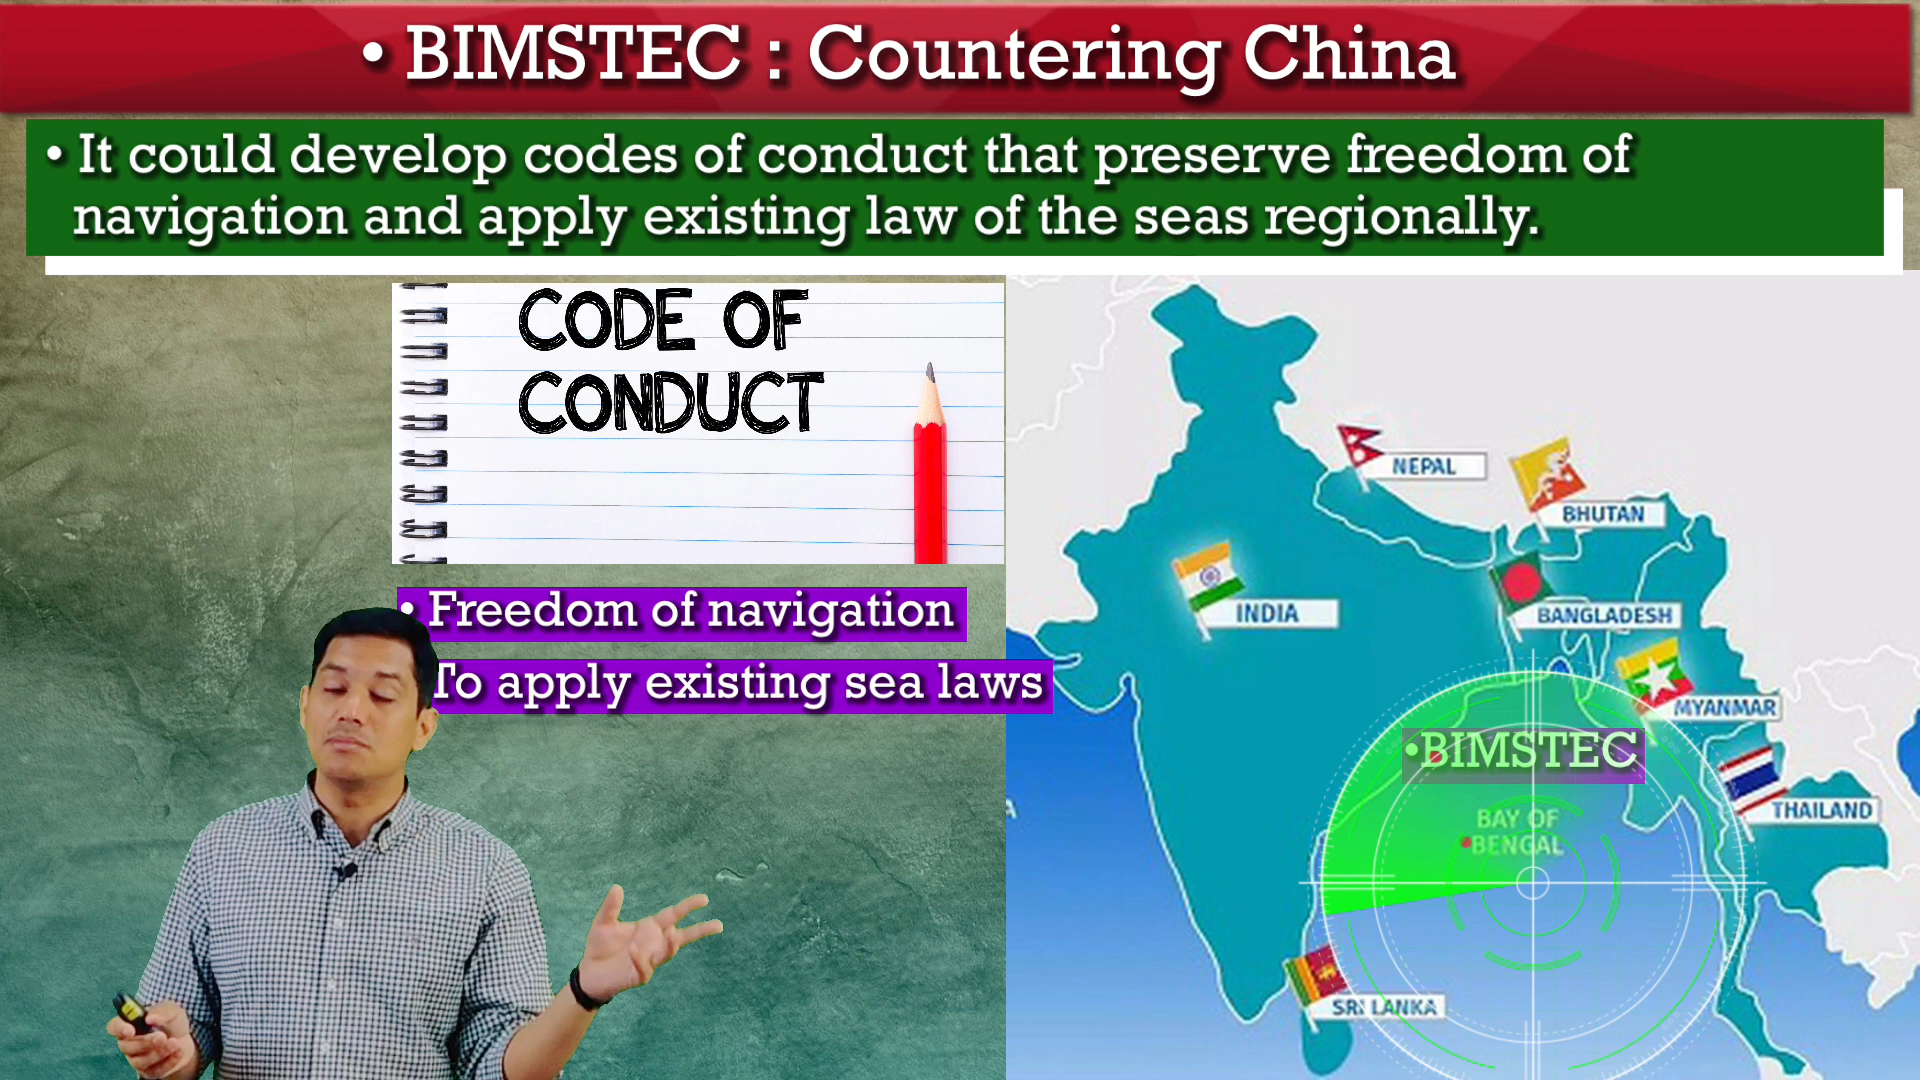 • BIMSTEC : Countering China
• It could develop codes of conduct that preserve freedom of
navigation and apply existing law of the seas regionally.
CODE OF
CONDUCT
• Freedom of navigation
To apply existing sea laws
NEPAL
BHUTAN
INDIA
BANGLADESH
MYANMAR
•BIMSTEC
THAILAND
BAY OF
•BENGAL
SRI LANKA